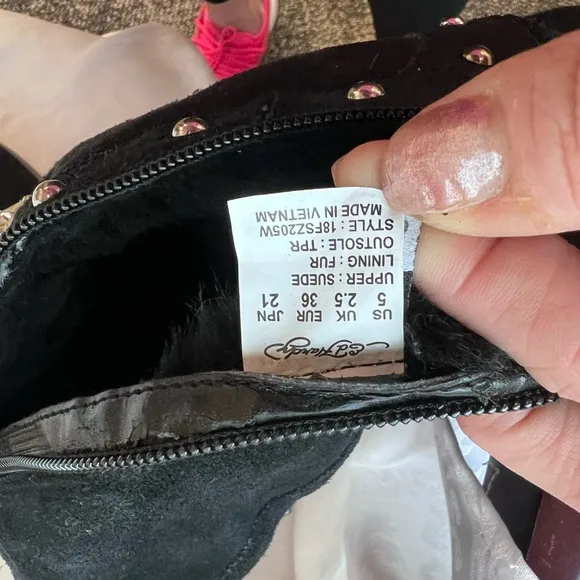 Ed Hardy
US UK EUR JPN
5 2.5 36 21
UPPER : SUEDE
LINING : FUR
OUTSOLE : TPR
STYLE : 18FSZ205W
MADE IN VIETNAM